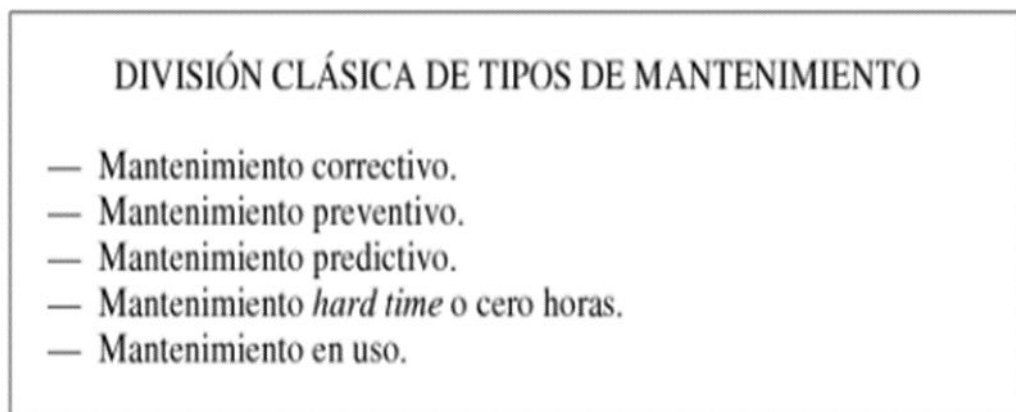 DIVISIÓN CLÁSICA DE TIPOS DE MANTENIMIENTO
— Mantenimiento correctivo.
— Mantenimiento preventivo.
— Mantenimiento predictivo.
— Mantenimiento hard time o cero horas.
— Mantenimiento en uso.